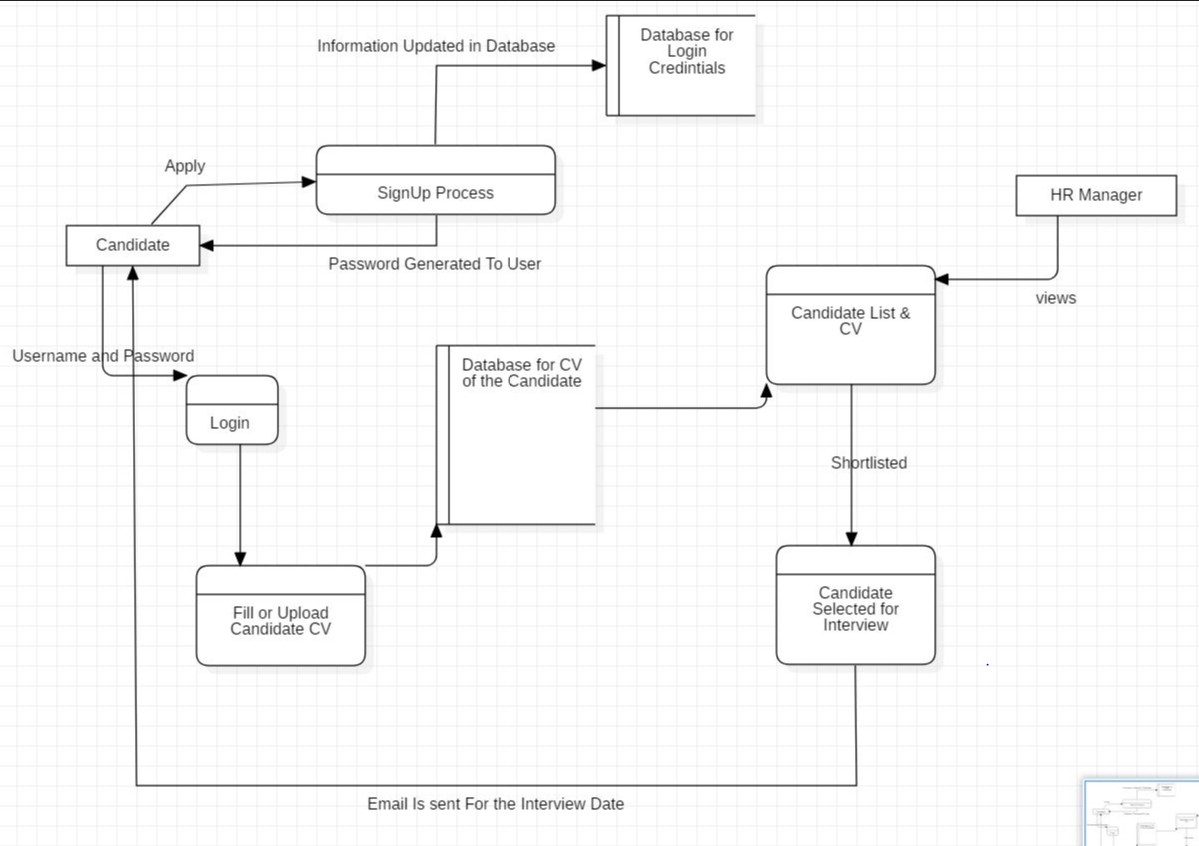 Information Updated in Database
Database for
Login
Credintials
Apply
SignUp Process
HR Manager
Candidate
Password Generated To User
views
Candidate List &
CV
Username and Password
Database for CV
of the Candidate
Login
Shortlisted
Fill or Upload
Candidate CV
Candidate
Selected for
Interview
Email Is sent For the Interview Date